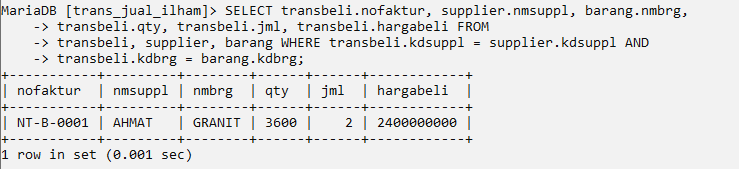 MariaDB [trans_jual_ilham]> SELECT transbeli.nofaktur, supplier.nmsuppl, barang.nmbrg,
    -> transbeli.qty, transbeli.jml, transbeli.hargabeli FROM
    -> transbeli, supplier, barang WHERE transbeli.kdsuppl = supplier.kdsuppl AND
    -> transbeli.kdbrg = barang.kdbrg;
+-----------+---------+--------+------+------+------------+
| nofaktur  | nmsuppl | nmbrg  | qty  | jml  | hargabeli  |
+-----------+---------+--------+------+------+------------+
| NT-B-0001 | AHMAT   | GRANIT | 3600 |    2 | 2400000000 |
+-----------+---------+--------+------+------+------------+
1 row in set (0.001 sec)